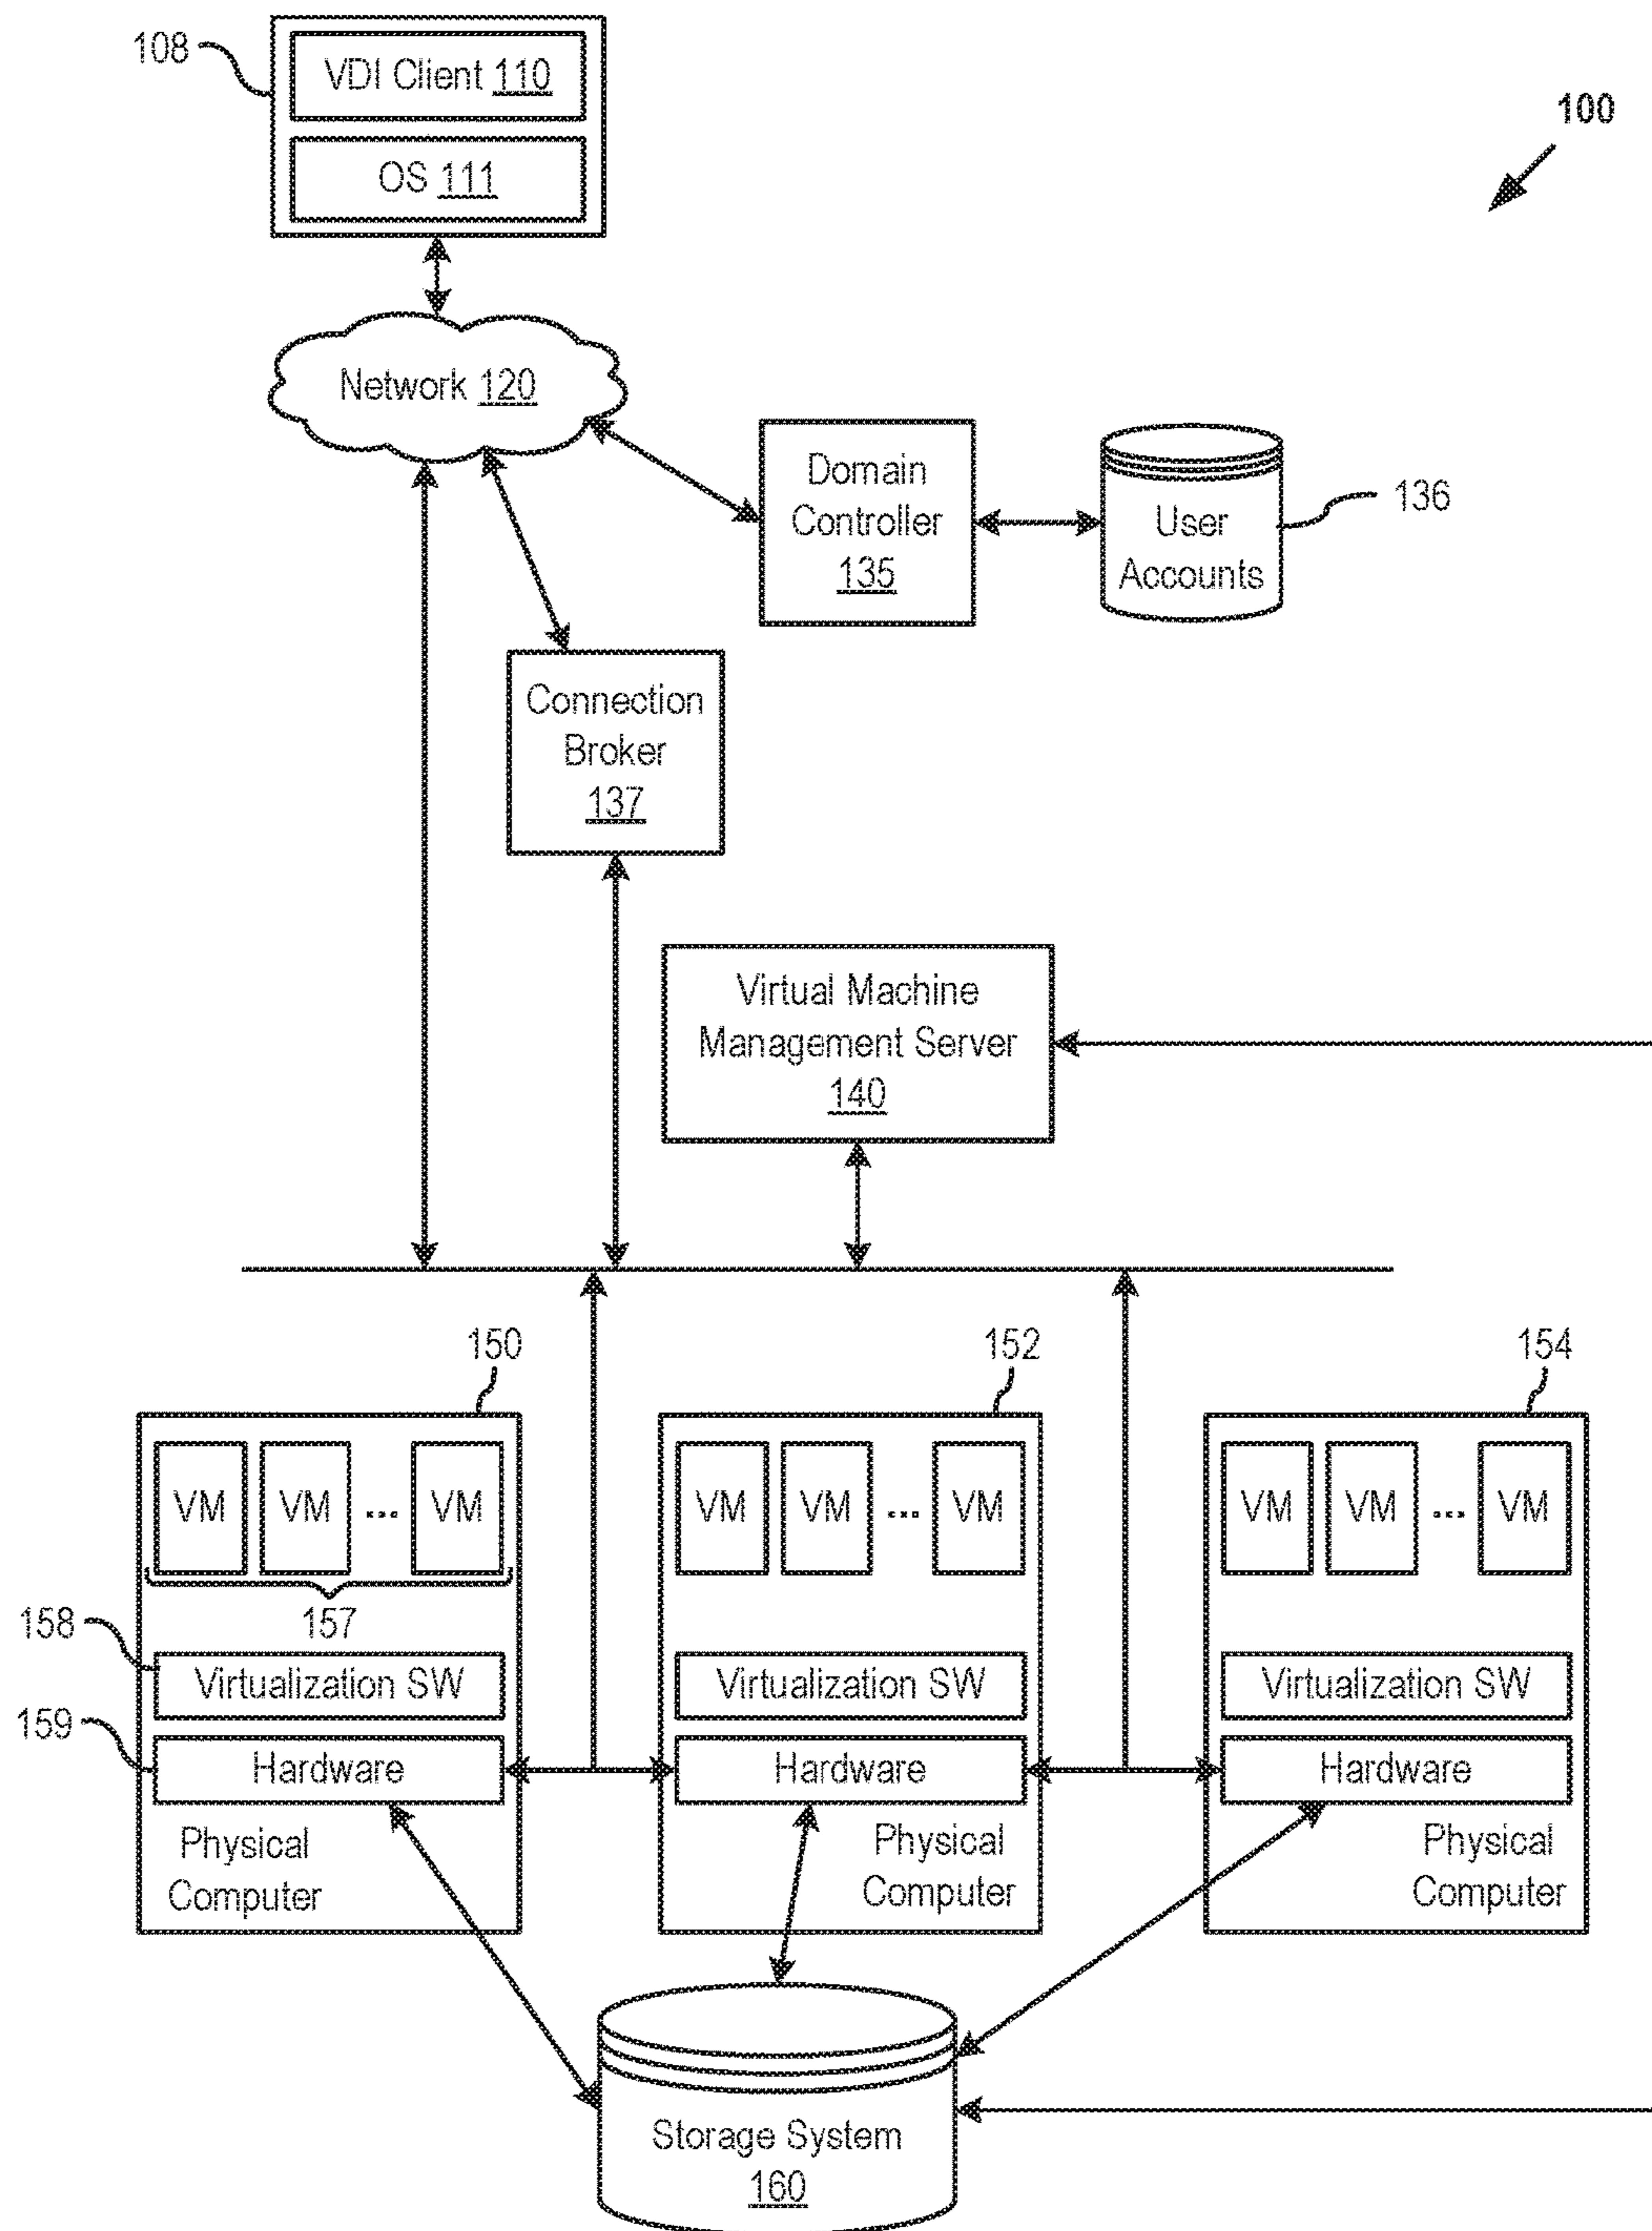 108
VDI Client 110
OS 111
100
Network 120
Domain
Controller
135
User
Accounts
136
Connection
Broker
137
Virtual Machine
Management Server
140
150
152
154
VM VM ... VM
VM VM ... VM
VM VM ... VM
157
158
Virtualization SW
Virtualization SW
Virtualization SW
159
Hardware
Hardware
Hardware
Physical
Computer
Physical
Computer
Physical
Computer
Storage System
160